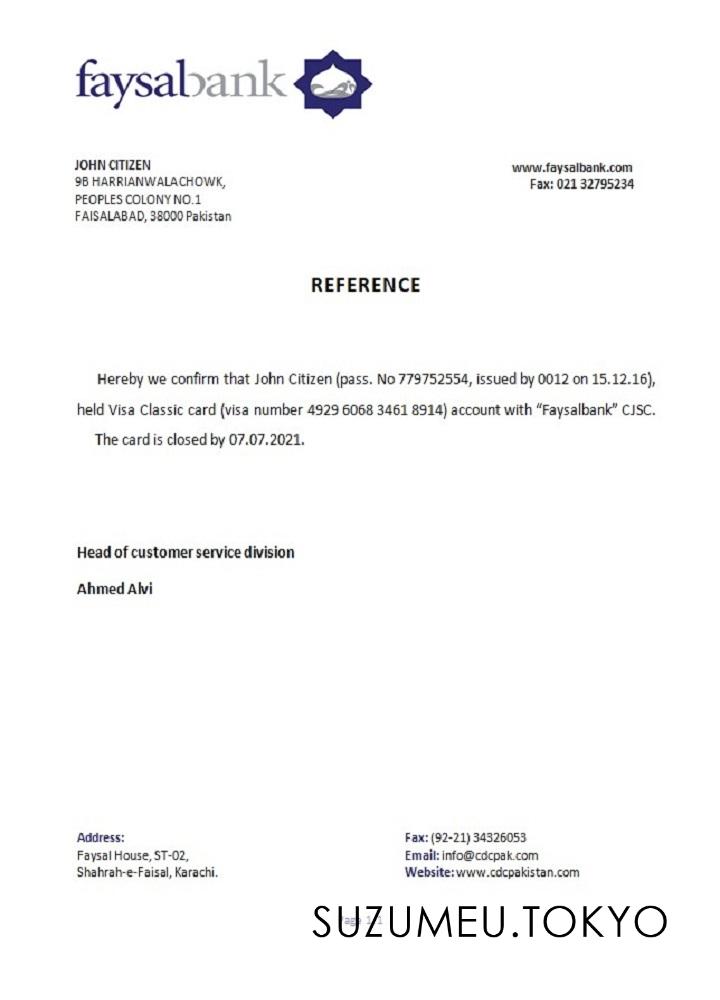 faysalbank
JOHN CITIZEN
9B HARRIANWALACHOWK,
PEOPLES COLONY NO.1
FAISALABAD, 38000 Pakistan
www.faysalbank.com
Fax: 021 32795234
REFERENCE
Hereby we confirm that John Citizen (pass. No 779752554, issued by 0012 on 15.12.16),
held Visa Classic card (visa number 4929 6068 3461 8914) account with “Faysalbank” CJSC.
The card is closed by 07.07.2021.
Head of customer service division
Ahmed Alvi
Address:
Faysal House, ST-02,
Shahrah-e-Faisal, Karachi.
Fax: (92-21) 34326053
Email: info@cdcpak.com
Website: www.cdcpakistan.com
SUZUMEU.TOKYO